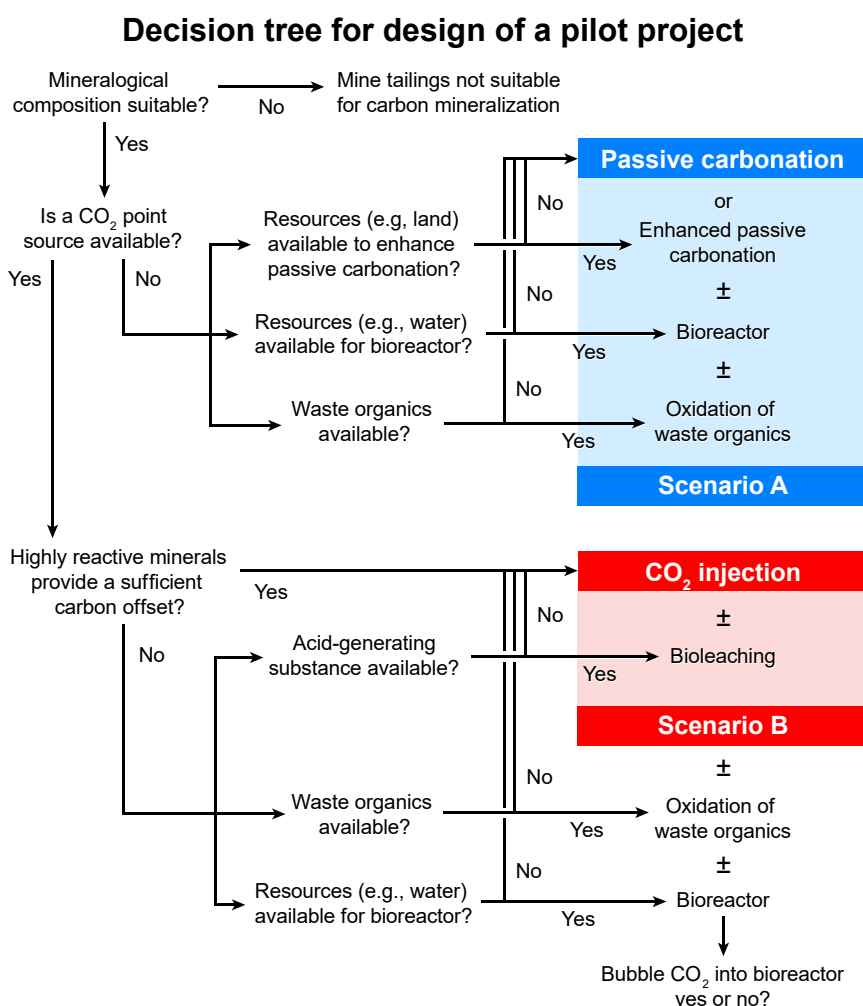 Decision tree for design of a pilot project
Mineralogical
composition suitable?
No
Mine tailings not suitable
for carbon mineralization
Yes
Is a CO₂ point
source available?
Yes
No
Resources (e.g, land)
available to enhance
passive carbonation?
No
Yes
Passive carbonation
or
Enhanced passive
carbonation
±
Resources (e.g., water)
available for bioreactor?
No
Yes
Bioreactor
±
Waste organics
available?
No
Yes
Oxidation of
waste organics
Scenario A
Highly reactive minerals
provide a sufficient
carbon offset?
Yes
No
CO₂ injection
±
Acid-generating
substance available?
No
Yes
Bioleaching
Scenario B
±
Waste organics
available?
No
Yes
Oxidation of
waste organics
±
Resources (e.g., water)
available for bioreactor?
No
Yes
Bioreactor
Bubble CO₂ into bioreactor
yes or no?